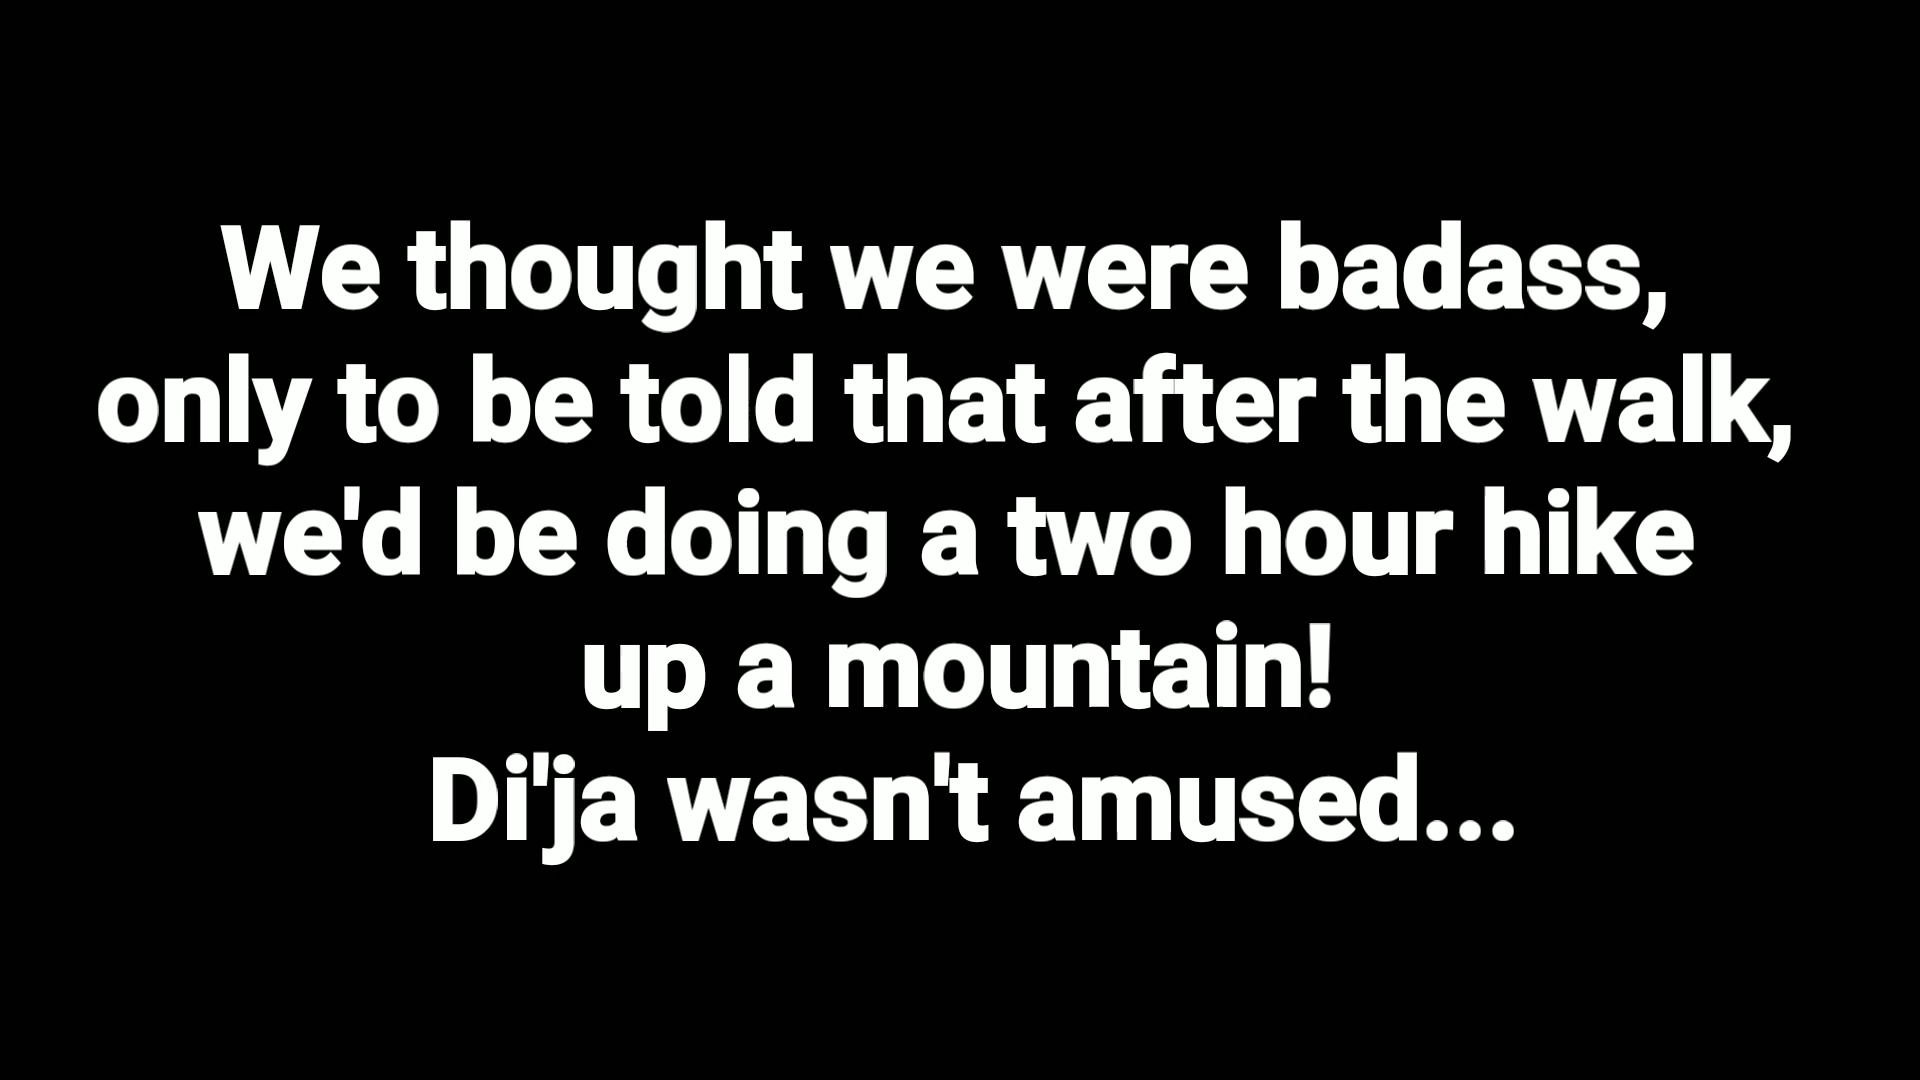 We thought we were badass,
only to be told that after the walk,
we'd be doing a two hour hike
up a mountain!
Di'ja wasn't amused...